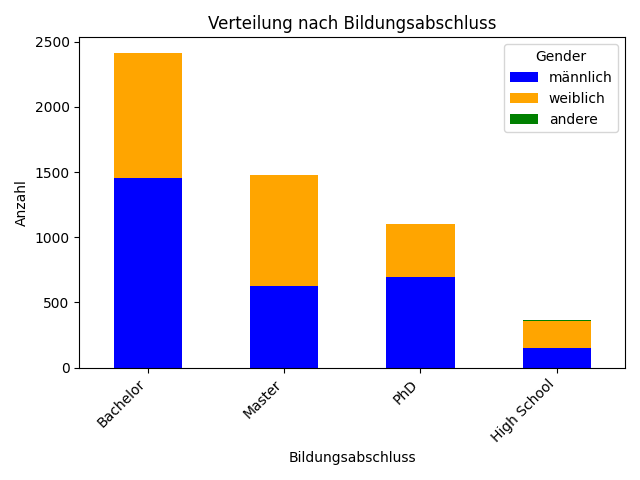 Verteilung nach Bildungsabschluss
Gender
männlich
weiblich
andere
Anzahl
2500
2000
1500
1000
500
0
Bachelor
Master
PhD
High School
Bildungsabschluss